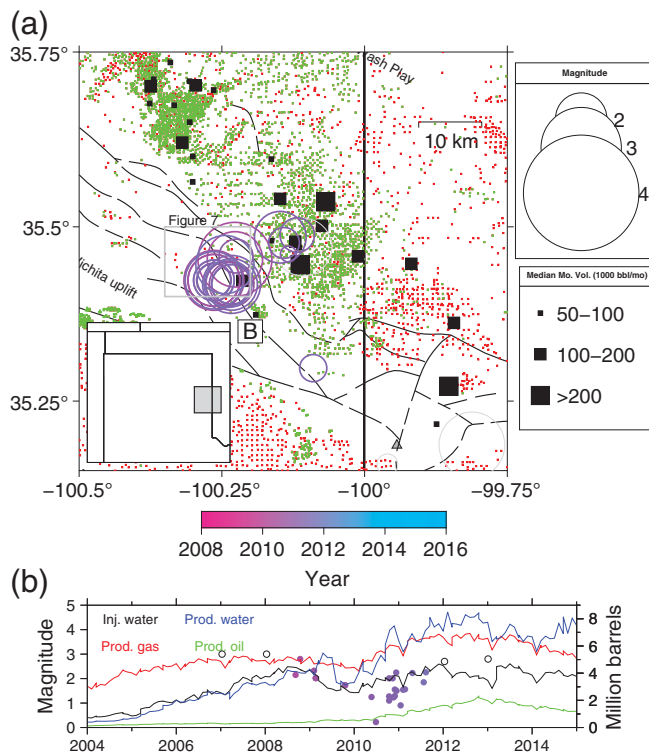 (a)
35.75°
35.5°
35.25°
rash Play
10 km
Figure 7
ichita uplift
B
−100.5 −100.25 −100 −99.75°
Magnitude
2
3
4
Median Mo. Vol. (1000 bbl/mo)
50−100
100−200
>200
2008 2010 2012 2014 2016
Year
(b)
Magnitude
5
4
3
2
1
0
Inj. water Prod. water
Prod. gas Prod. oil
8
6
4
2
0
Million barrels
2004 2006 2008 2010 2012 2014